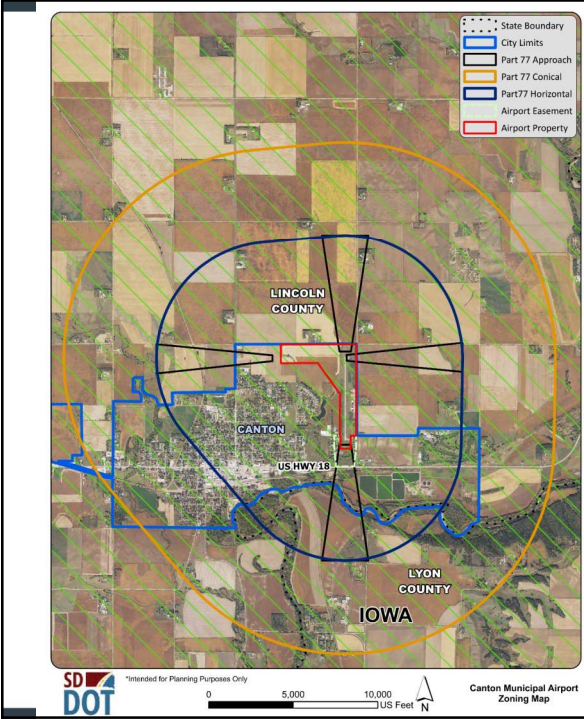 State Boundary
City Limits
Part 77 Approach
Part 77 Conical
Part77 Horizontal
Airport Easement
Airport Property
LINCOLN
COUNTY
CANTON
US HWY 18
LYON
COUNTY
IOWA
SD
DOT
*Intended for Planning Purposes Only
0 5,000 10,000
US Feet
N
Canton Municipal Airport
Zoning Map